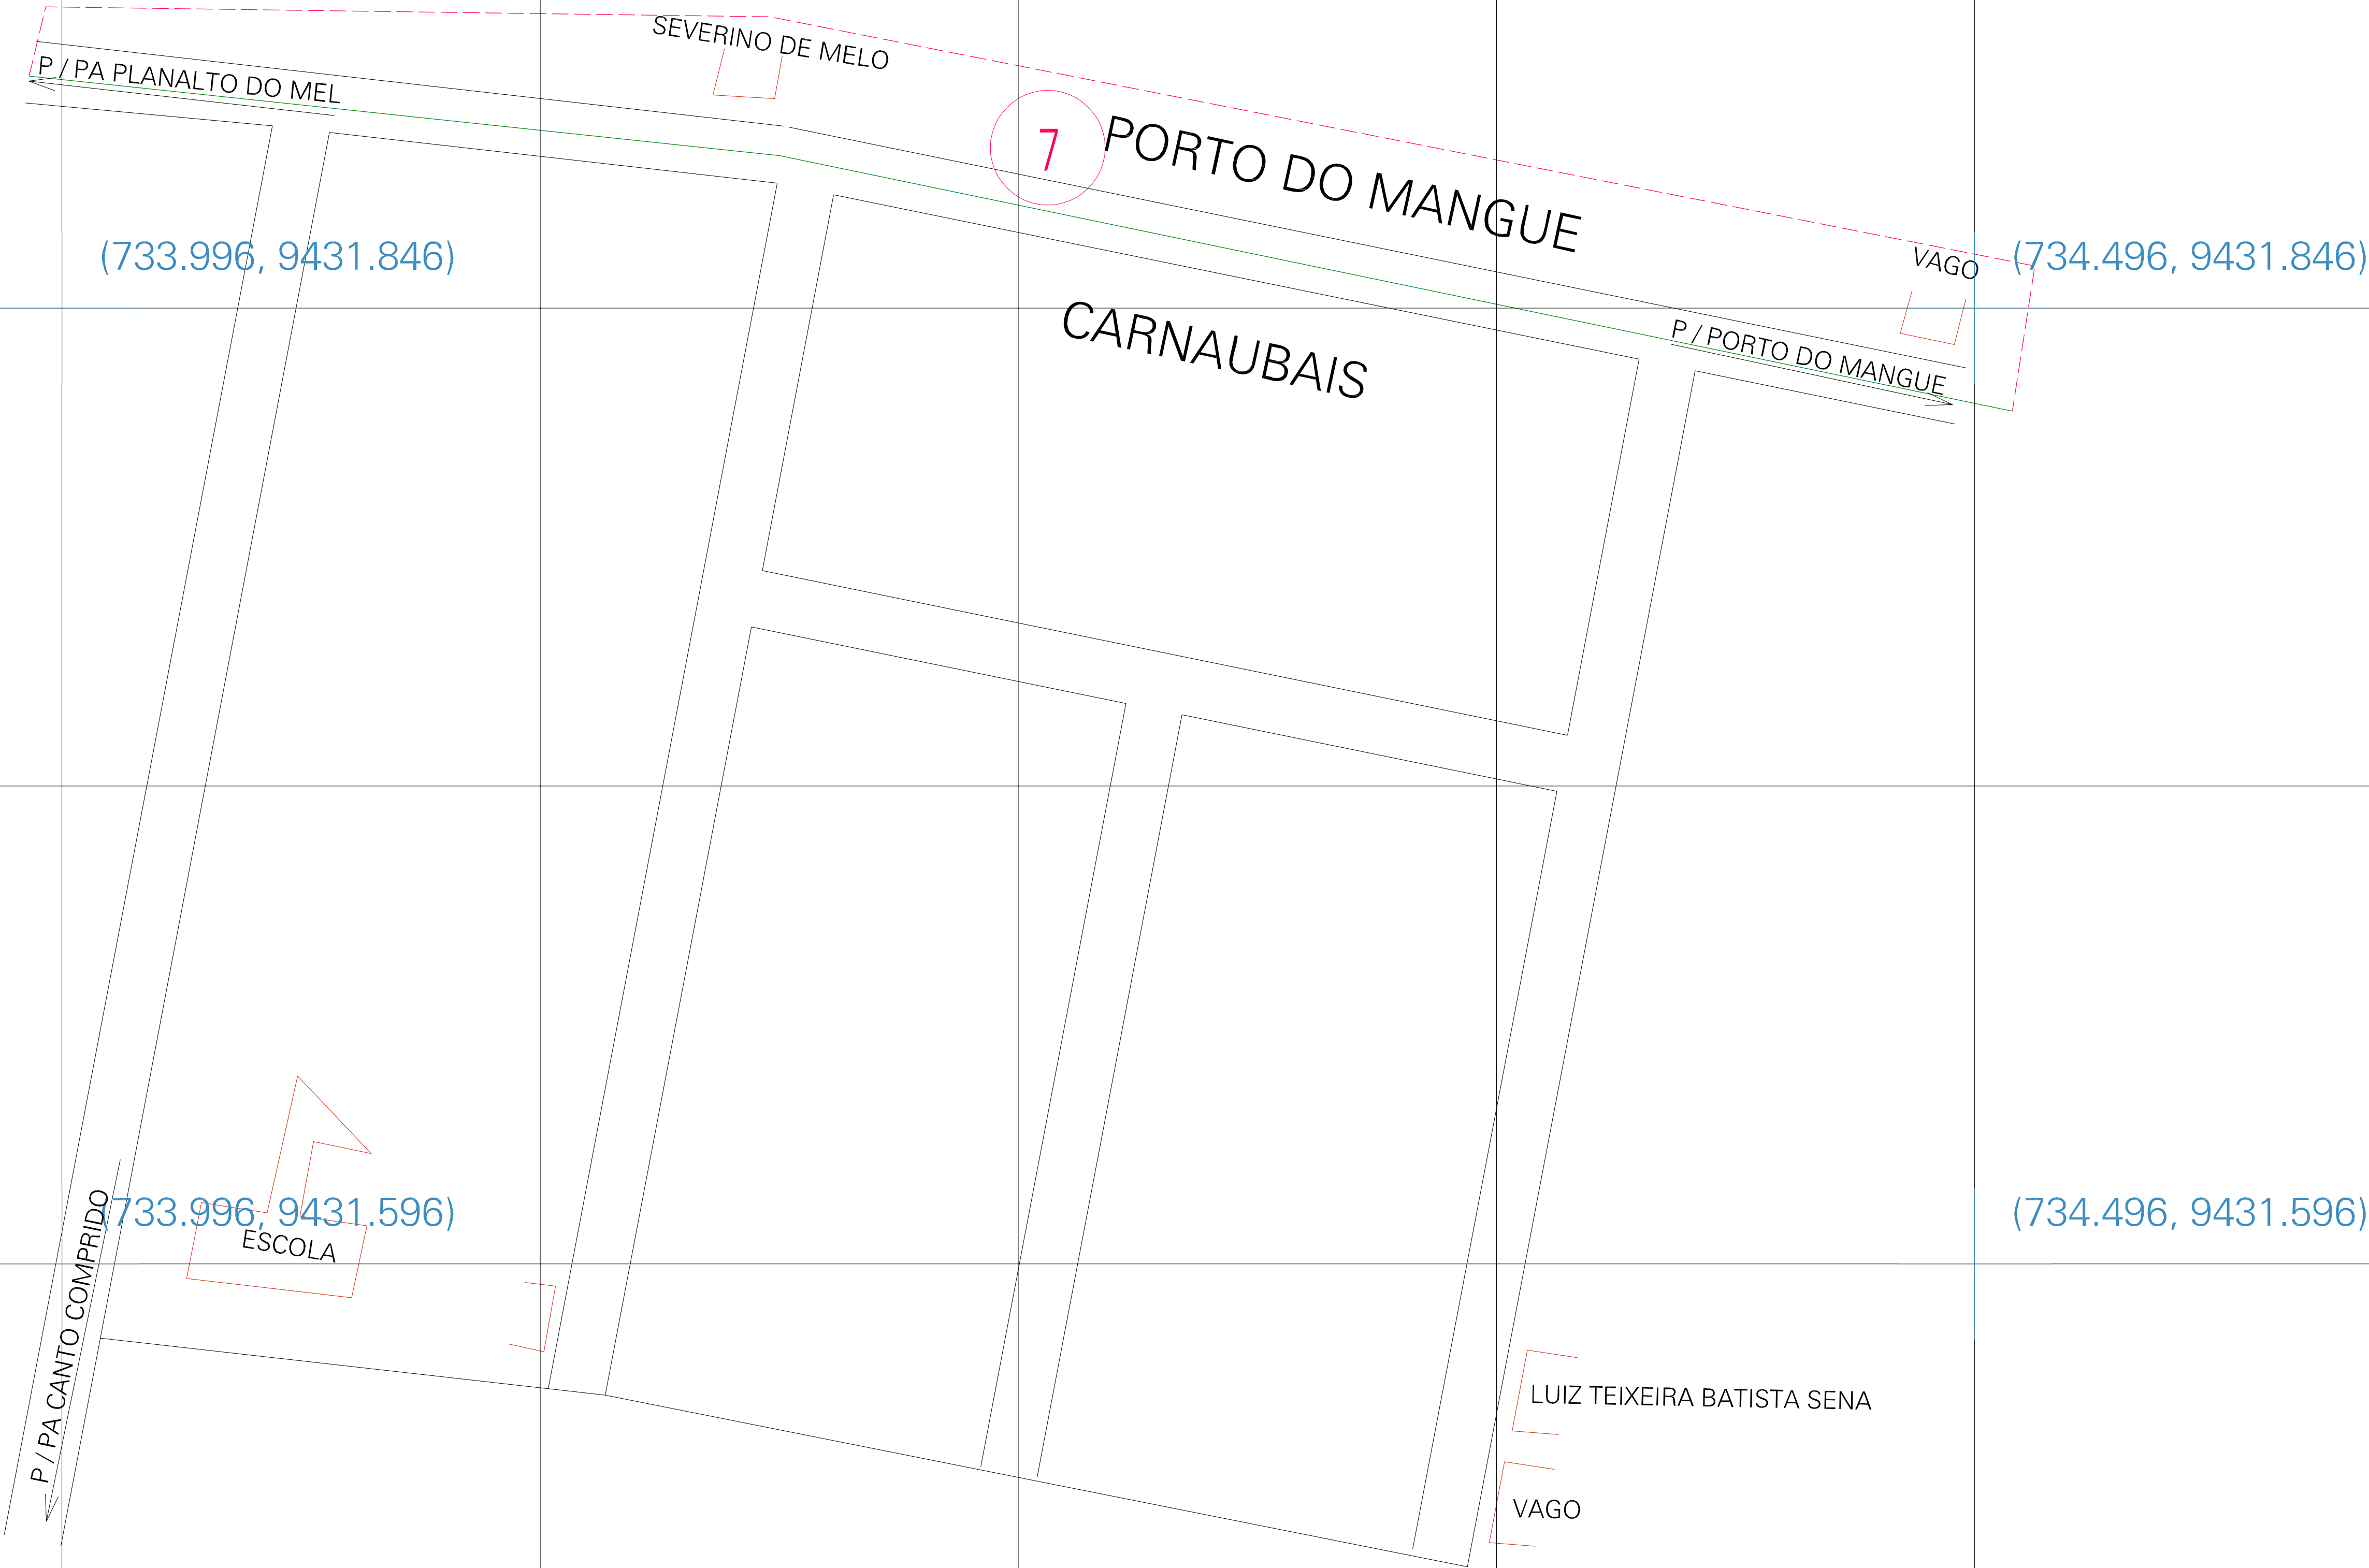 SEVERINO DE MELO
P / PA PLANALTO DO MEL
7
PORTO DO MANGUE
(733.996, 9431.846)
VAGO
(734.496, 9431.846)
CARNAUBAIS
P / PORTO DO MANGUE
P / PA CANTO COMPRIDO
(733.996, 9431.596)
(734.496, 9431.596)
ESCOLA
LUIZ TEIXEIRA BATISTA SENA
VAGO